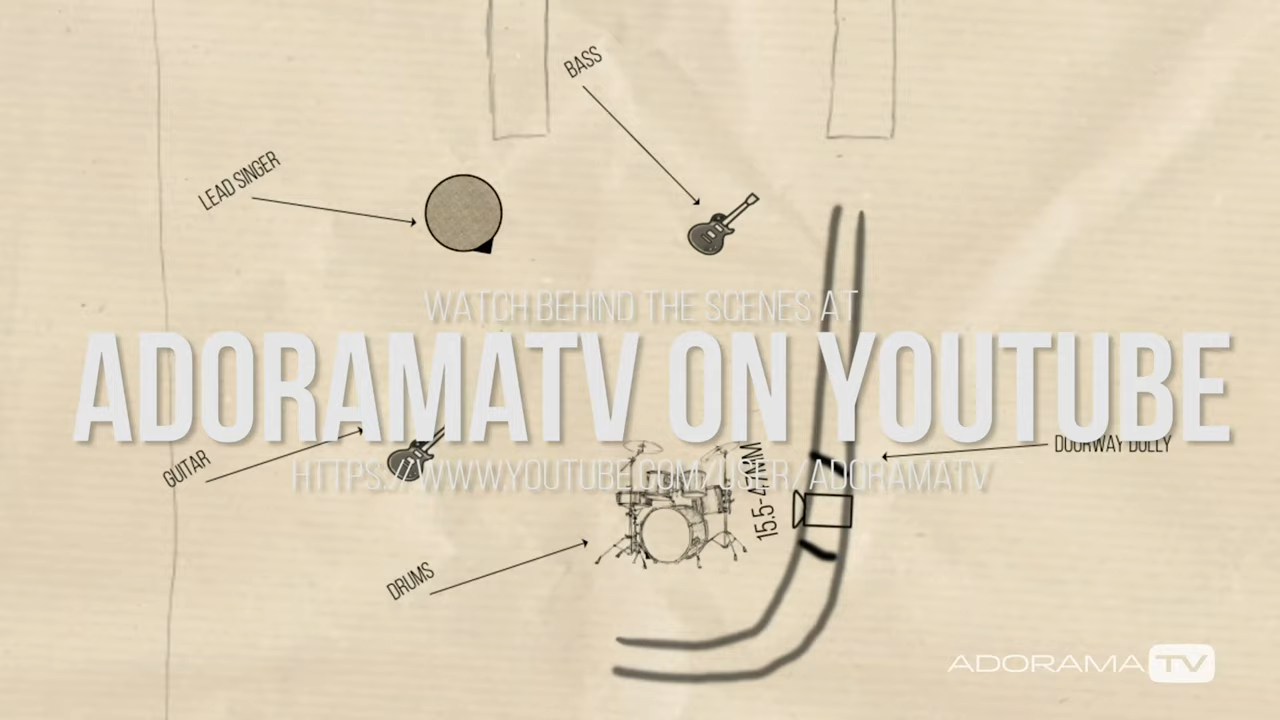 BASS
LEAD SINGER
WATCH BEHIND THE SCENES AT
ADORAMATV ON YOUTUBE
DOORWAY DOLLY
GUITAR
HTTPS://WWW.YOUTUBE.COM/USER/ADORAMATV
15.5-47MM
DRUMS
ADORAMA TV